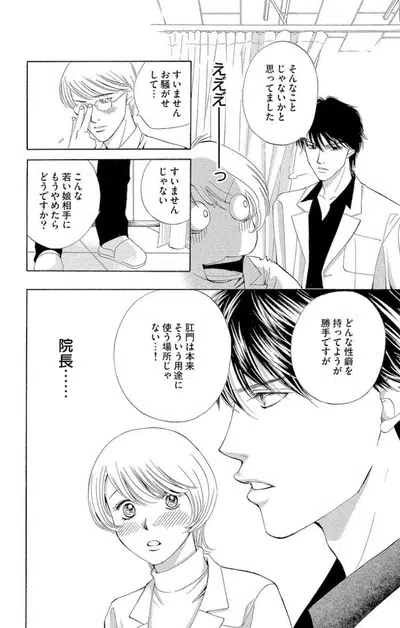 そんなこと
じゃないかと
思ってました
えええーっ
すいません
お騒がせ
して…
すいません
じゃない
こんな
若い娘相手に
もうやめたら
どうですか?
どんな性癖を
持ってようが
勝手ですが
肛門は本来
そういう用途に
使う場所じゃ
ない…!
院長……